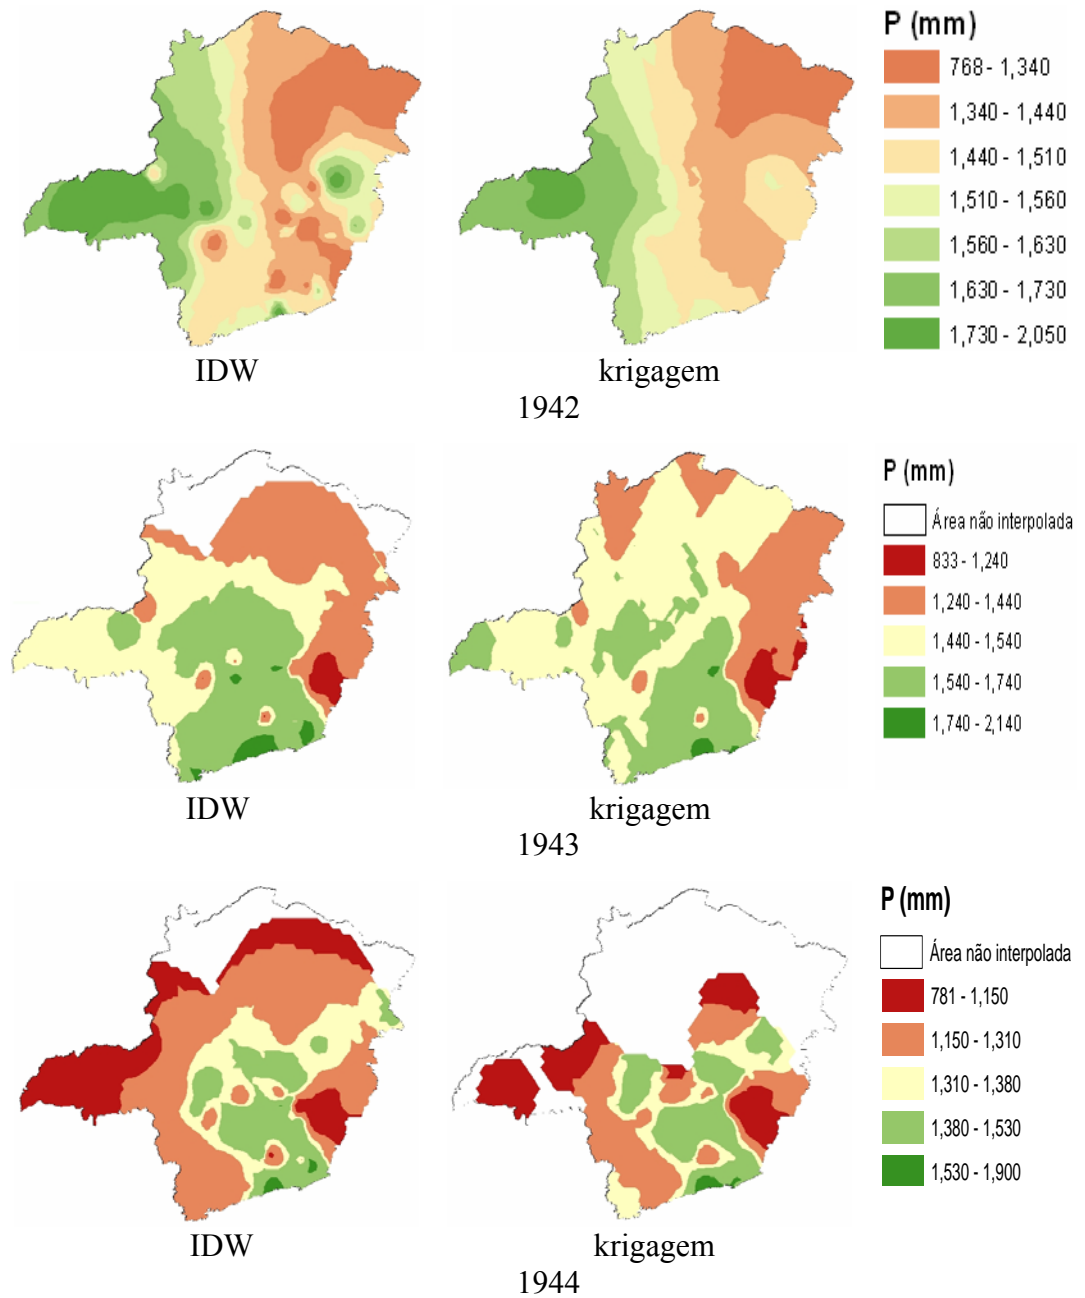 P (mm)
768 - 1,340
1,340 - 1,440
1,440 - 1,510
1,510 - 1,560
1,560 - 1,630
1,630 - 1,730
1,730 - 2,050
IDW
krigagem
1942
P (mm)
Área não interpolada
833 - 1,240
1,240 - 1,440
1,440 - 1,540
1,540 - 1,740
1,740 - 2,140
IDW
krigagem
1943
P (mm)
Área não interpolada
781 - 1,150
1,150 - 1,310
1,310 - 1,380
1,380 - 1,530
1,530 - 1,900
IDW
krigagem
1944